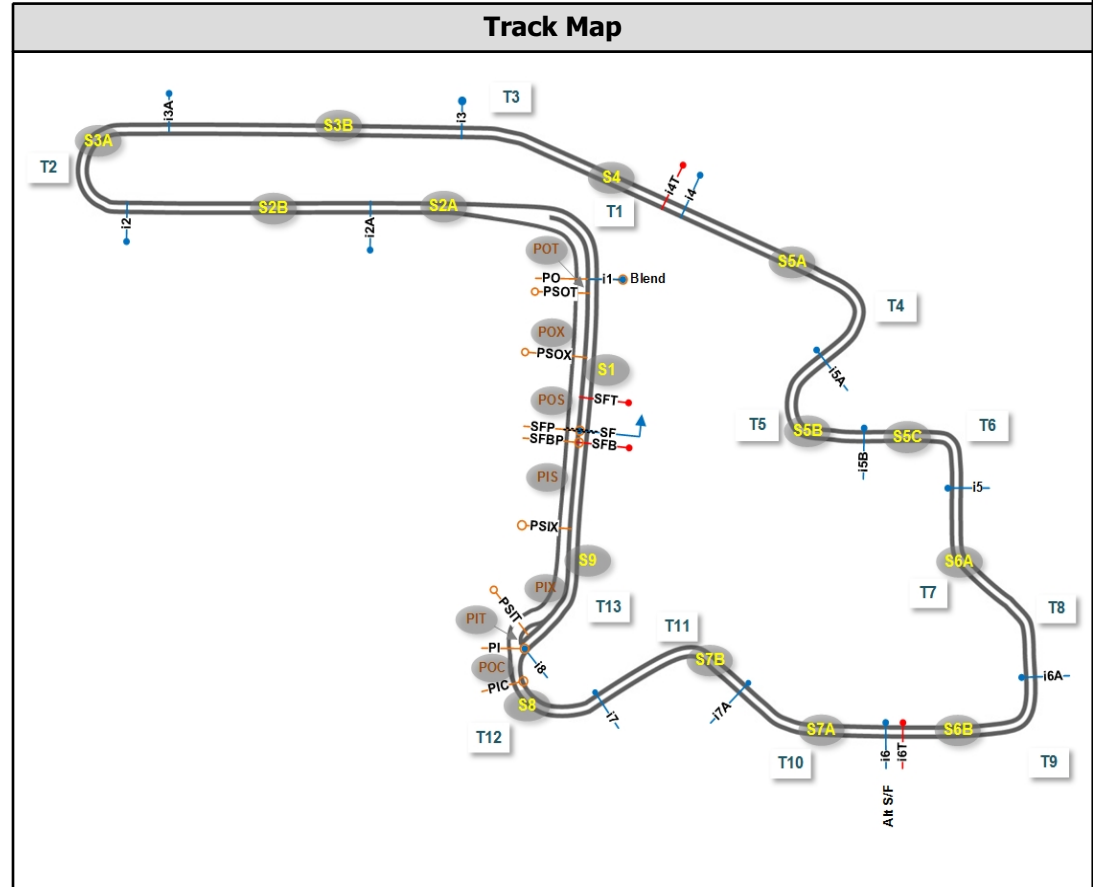 Track Map
i3A
S3B
i3
T3
S3A
T2
S4
i4T
i4
T1
i2
S2B
i2A
S2A
POT
PO
i1
Blend
PSOT
S5A
T4
POX
PSOX
S1
i5A
POS
SFT
SFP
SF
SFBP
SFB
T5
S5B
i5B
S5C
T6
PIS
i5
PSIX
S9
S6A
T7
PIX
PSIT
T13
T8
PIT
PI
T11
S7B
POC
i8
PIC
i6A
S8
i7
i7A
T12
S7A
T10
i6
i6T
S6B
T9
Alt S/F